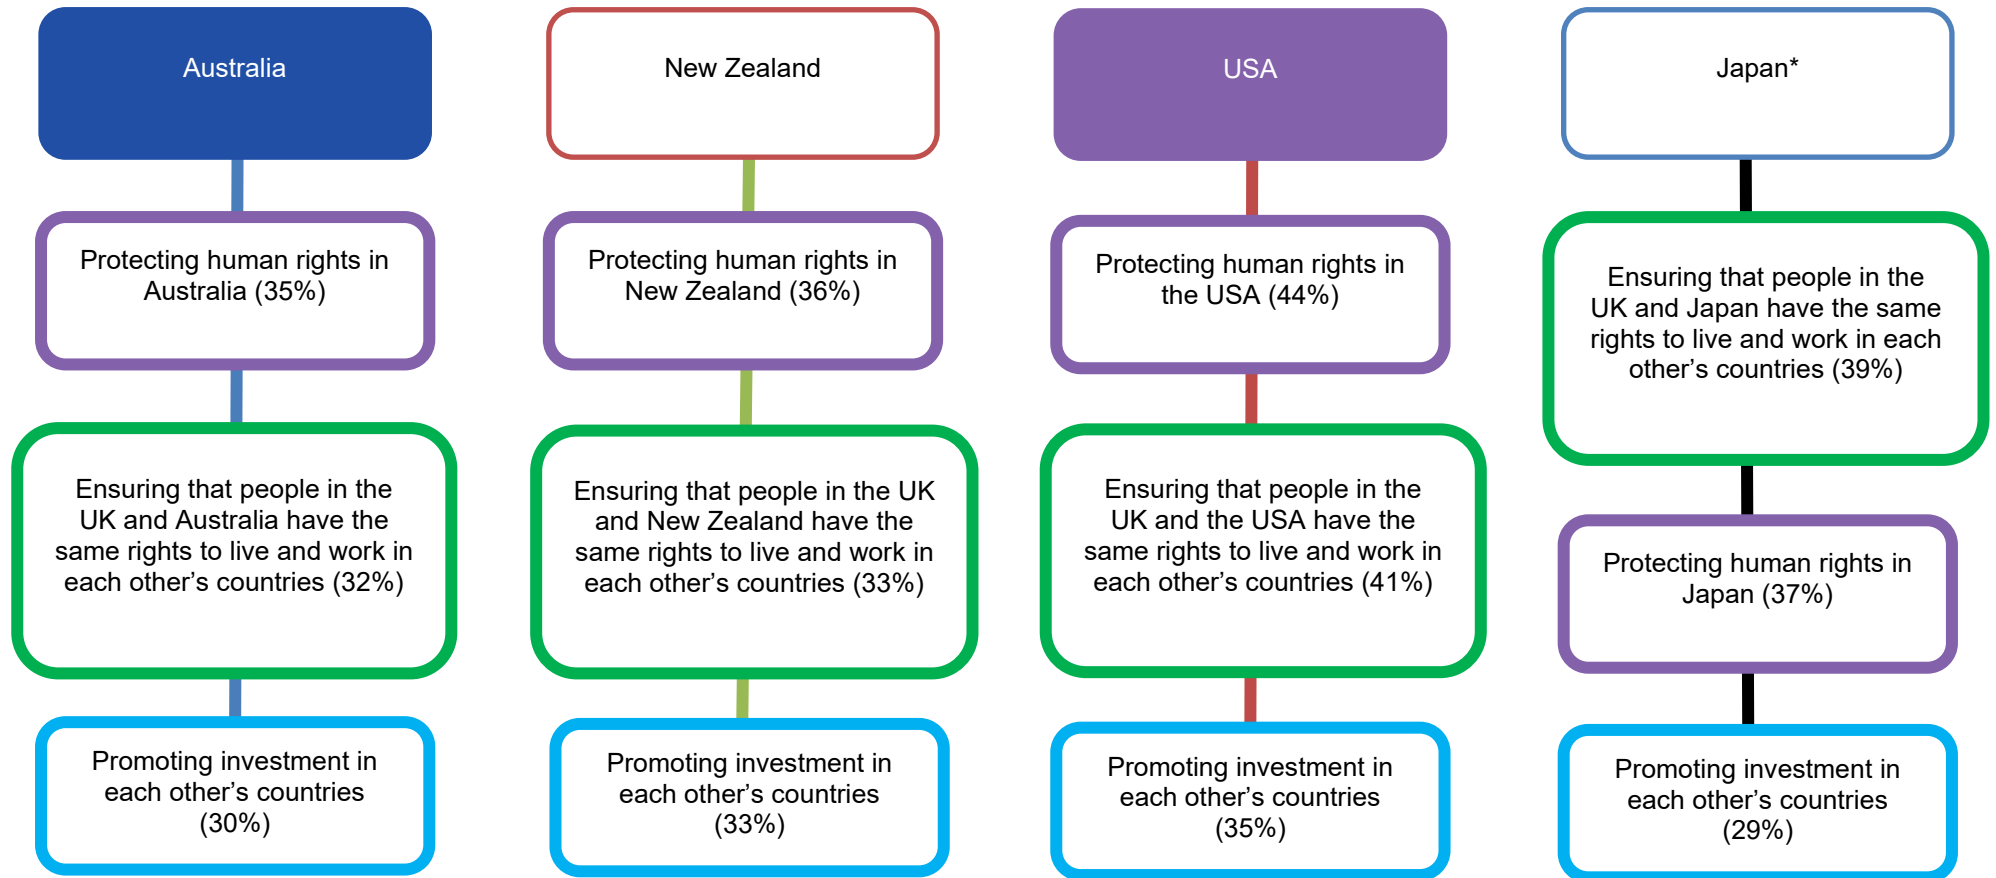 Australia
Protecting human rights in
Australia (35%)
Ensuring that people in the
UK and Australia have the
same rights to live and work in
each other’s countries (32%)
Promoting investment in
each other’s countries
(30%)
New Zealand
Protecting human rights in
New Zealand (36%)
Ensuring that people in the UK
and New Zealand have the
same rights to live and work in
each other’s countries (33%)
Promoting investment in
each other’s countries
(33%)
USA
Protecting human rights in
the USA (44%)
Ensuring that people in the
UK and the USA have the
same rights to live and work in
each other’s countries (41%)
Promoting investment in
each other’s countries
(35%)
Japan*
Ensuring that people in the
UK and Japan have the same
rights to live and work in each
other’s countries (39%)
Protecting human rights in
Japan (37%)
Promoting investment in
each other’s countries
(29%)